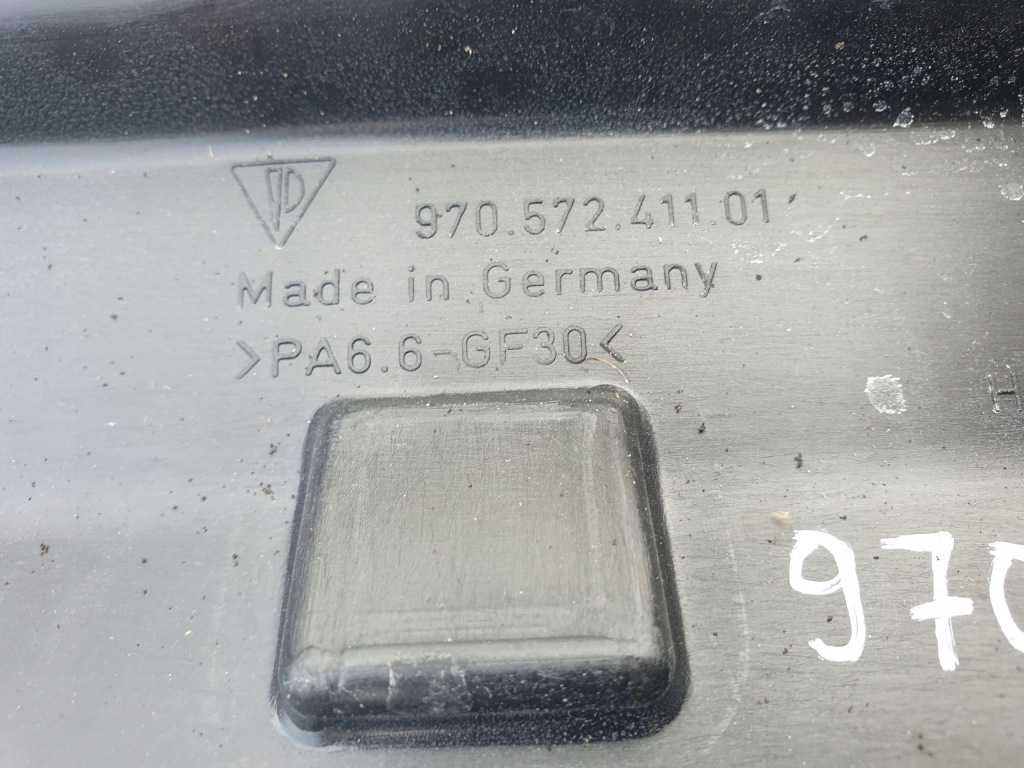 970.572.411.01
Made in Germany
>PA6.6-GF30<
H
970